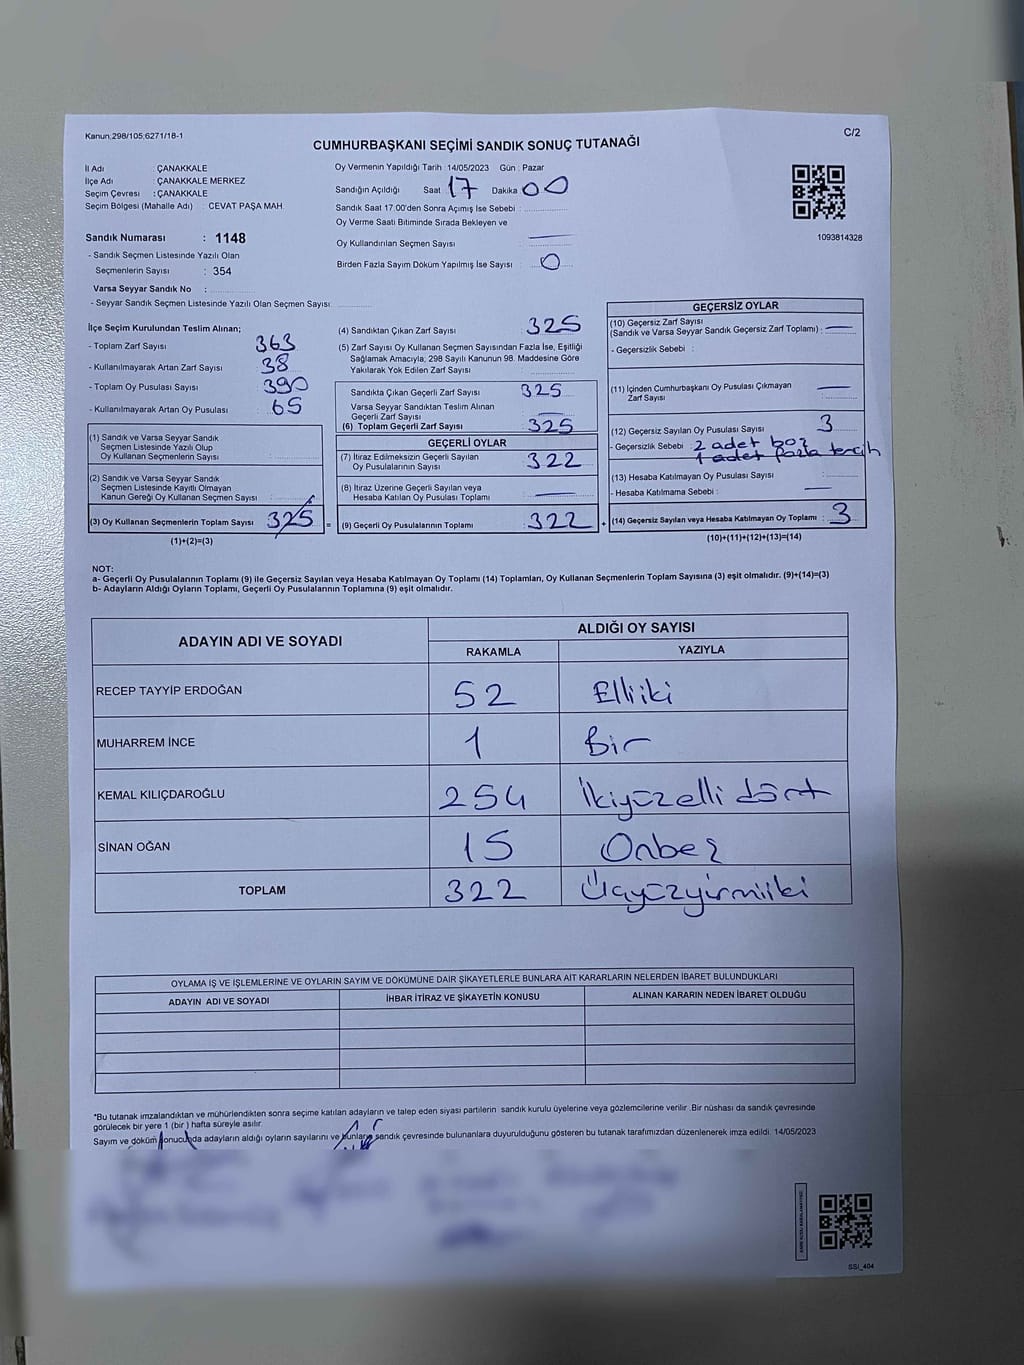 Kanun;298/105;6271/18-1
C/2
CUMHURBAŞKANI SEÇİMİ SANDIK SONUÇ TUTANAĞI
İl Adı : ÇANAKKALE
İlçe Adı : ÇANAKKALE MERKEZ
Seçim Çevresi : ÇANAKKALE
Seçim Bölgesi (Mahalle Adı) : CEVAT PAŞA MAH.
Sandık Numarası : 1148
- Sandık Seçmen Listesinde Yazılı Olan
Seçmenlerin Sayısı : 354
Varsa Seyyar Sandık No :
- Seyyar Sandık Seçmen Listesinde Yazılı Olan Seçmen Sayısı:
Oy Vermenin Yapıldığı Tarih : 14/05/2023 Gün : Pazar
Sandığın Açıldığı Saat 17 Dakika 00
Sandık Saat 17:00'den Sonra Açımış İse Sebebi :
Oy Verme Saati Bitiminde Sırada Bekleyen ve
Oy Kullandırılan Seçmen Sayısı : —
Birden Fazla Sayım Döküm Yapılmış İse Sayısı : 0
1093814328
İlçe Seçim Kurulundan Teslim Alınan;
- Toplam Zarf Sayısı : 363
- Kullanılmayarak Artan Zarf Sayısı : 38
- Toplam Oy Pusulası Sayısı : 390
- Kullanılmayarak Artan Oy Pusulası : 65
(1) Sandık ve Varsa Seyyar Sandık
Seçmen Listesinde Yazılı Olup
Oy Kullanan Seçmenlerin Sayısı :
(2) Sandık ve Varsa Seyyar Sandık
Seçmen Listesinde Kayıtlı Olmayan
Kanun Gereği Oy Kullanan Seçmen Sayısı :
(3) Oy Kullanan Seçmenlerin Toplam Sayısı 325 =
(1)+(2)=(3)
(4) Sandıktan Çıkan Zarf Sayısı : 325
(5) Zarf Sayısı Oy Kullanan Seçmen Sayısından Fazla İse, Eşitliği
Sağlamak Amacıyla; 298 Sayılı Kanunun 98. Maddesine Göre
Yakılarak Yok Edilen Zarf Sayısı :
Sandıkta Çıkan Geçerli Zarf Sayısı : 325
Varsa Seyyar Sandıktan Teslim Alınan
Geçerli Zarf Sayısı : —
(6) Toplam Geçerli Zarf Sayısı : 325
GEÇERLİ OYLAR
(7) İtiraz Edilmeksizin Geçerli Sayılan
Oy Pusulalarının Sayısı : 322
(8) İtiraz Üzerine Geçerli Sayılan veya
Hesaba Katılan Oy Pusulası Toplamı : —
(9) Geçerli Oy Pusulalarının Toplamı : 322 +
GEÇERSİZ OYLAR
(10) Geçersiz Zarf Sayısı
(Sandık ve Varsa Seyyar Sandık Geçersiz Zarf Toplamı) : —
- Geçersizlik Sebebi :
(11) İçinden Cumhurbaşkanı Oy Pusulası Çıkmayan
Zarf Sayısı : —
(12) Geçersiz Sayılan Oy Pusulası Sayısı : 3
- Geçersizlik Sebebi : 2 adet boş
1 adet fazla tercih
(13) Hesaba Katılmayan Oy Pusulası Sayısı :
- Hesaba Katılmama Sebebi : —
(14) Geçersiz Sayılan veya Hesaba Katılmayan Oy Toplamı : 3
(10)+(11)+(12)+(13)=(14)
NOT:
a- Geçerli Oy Pusulalarının Toplamı (9) ile Geçersiz Sayılan veya Hesaba Katılmayan Oy Toplamı (14) Toplamları, Oy Kullanan Seçmenlerin Toplam Sayısına (3) eşit olmalıdır. (9)+(14)=(3)
b- Adayların Aldığı Oyların Toplamı, Geçerli Oy Pusulalarının Toplamına (9) eşit olmalıdır.
ADAYIN ADI VE SOYADI
ALDIĞI OY SAYISI
RAKAMLA YAZIYLA
RECEP TAYYİP ERDOĞAN 52 Elliiki
MUHARREM İNCE 1 Bir
KEMAL KILIÇDAROĞLU 254 İkiyüzelli dört
SİNAN OĞAN 15 Onbeş
TOPLAM 322 Üçyüzyirmiiki
OYLAMA İŞ VE İŞLEMLERİNE VE OYLARIN SAYIM VE DÖKÜMÜNE DAİR ŞİKAYETLERLE BUNLARA AİT KARARLARIN NELERDEN İBARET BULUNDUKLARI
ADAYIN ADI VE SOYADI İHBAR İTİRAZ VE ŞİKAYETİN KONUSU ALINAN KARARIN NEDEN İBARET OLDUĞU
*Bu tutanak imzalandıktan ve mühürlendikten sonra seçime katılan adayların ve talep eden siyasi partilerin sandık kurulu üyelerine veya gözlemcilerine verilir .Bir nüshası da sandık çevresinde
görülecek bir yere 1 (bir ) hafta süreyle asılır.
Sayım ve döküm sonucunda adayların aldığı oyların sayılarını ve bunların sandık çevresinde bulunanlara duyurulduğunu gösteren bu tutanak tarafımızdan düzenlenerek imza edildi. 14/05/2023
SSI_404